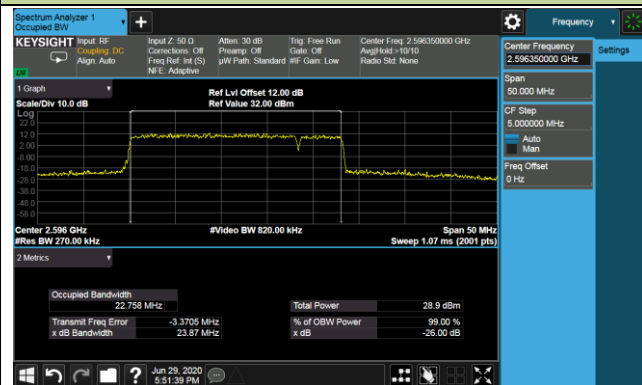 Spectrum Analyzer 1
Occupied BW
Frequency
KEYSIGHT
Input: RF
Coupling: DC
Align: Auto
Input Z: 50 Ω
Corrections: Off
Freq Ref: Int (S)
NFE: Adaptive
Atten: 30 dB
Preamp: Off
µW Path: Standard
Trig: Free Run
Gate: Off
#IF Gain: Low
Center Freq: 2.596350000 GHz
Avg|Hold:>10/10
Radio Std: None
1 Graph
Scale/Div 10.0 dB
Ref Lvl Offset 12.00 dB
Ref Value 32.00 dBm
Log
22.0
12.0
2.00
-8.00
-18.0
-28.0
-38.0
-48.0
-58.0
Center 2.596 GHz
#Res BW 270.00 kHz
#Video BW 820.00 kHz
Span 50 MHz
Sweep 1.07 ms (2001 pts)
2 Metrics
Occupied Bandwidth
22.758 MHz
Transmit Freq Error -3.3705 MHz
x dB Bandwidth 23.87 MHz
Total Power 28.9 dBm
% of OBW Power 99.00 %
x dB -26.00 dB
Jun 29, 2020
5:51:39 PM
Center Frequency
2.596350000 GHz
Span
50.000 MHz
CF Step
5.000000 MHz
Auto
Man
Freq Offset
0 Hz
Settings